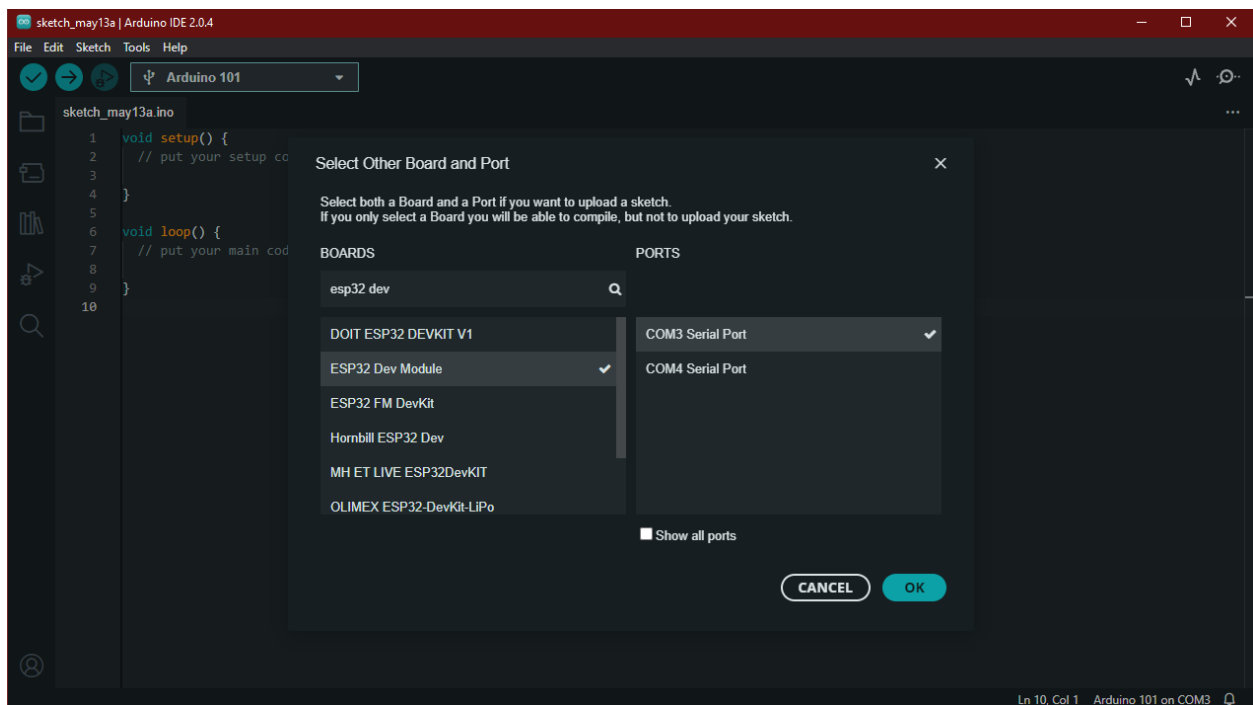 sketch_may13a | Arduino IDE 2.0.4
File Edit Sketch Tools Help
Arduino 101
sketch_may13a.ino
1 void setup() {
2 // put your setup co
3
4 }
5
6 void loop() {
7 // put your main cod
8
9 }
10
Select Other Board and Port
Select both a Board and a Port if you want to upload a sketch.
If you only select a Board you will be able to compile, but not to upload your sketch.
BOARDS
esp32 dev
DOIT ESP32 DEVKIT V1
ESP32 Dev Module
ESP32 FM DevKit
Hornbill ESP32 Dev
MH ET LIVE ESP32DevKIT
OLIMEX ESP32-DevKit-LiPo
PORTS
COM3 Serial Port
COM4 Serial Port
Show all ports
CANCEL OK
Ln 10, Col 1 Arduino 101 on COM3